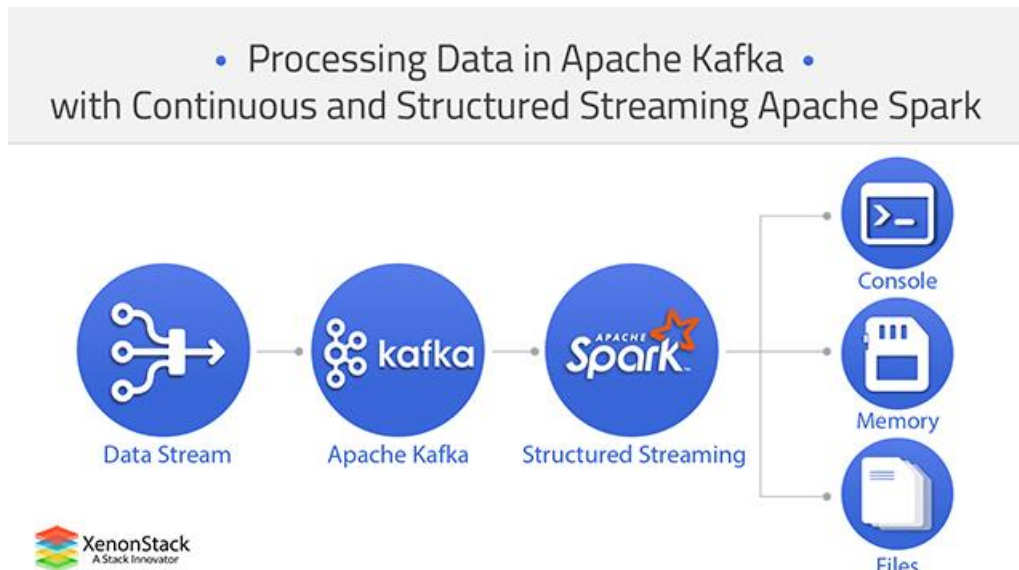 • Processing Data in Apache Kafka •
with Continuous and Structured Streaming Apache Spark
Console
kafka
APACHE
Spark™
Memory
Data Stream
Apache Kafka
Structured Streaming
XenonStack
A Stack Innovator
Files